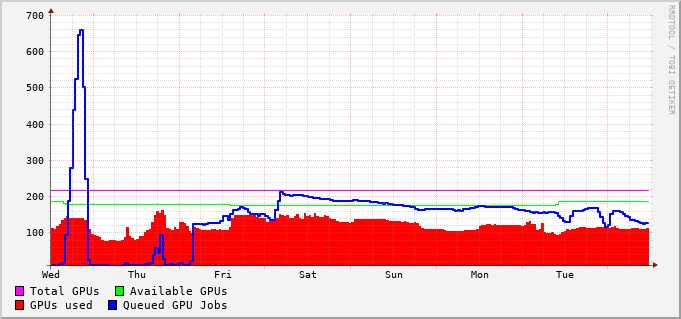 700
600
500
400
300
200
100
Wed Thu Fri Sat Sun Mon Tue
Total GPUs Available GPUs
GPUs used Queued GPU Jobs
RRDTOOL / TOBI OETIKER